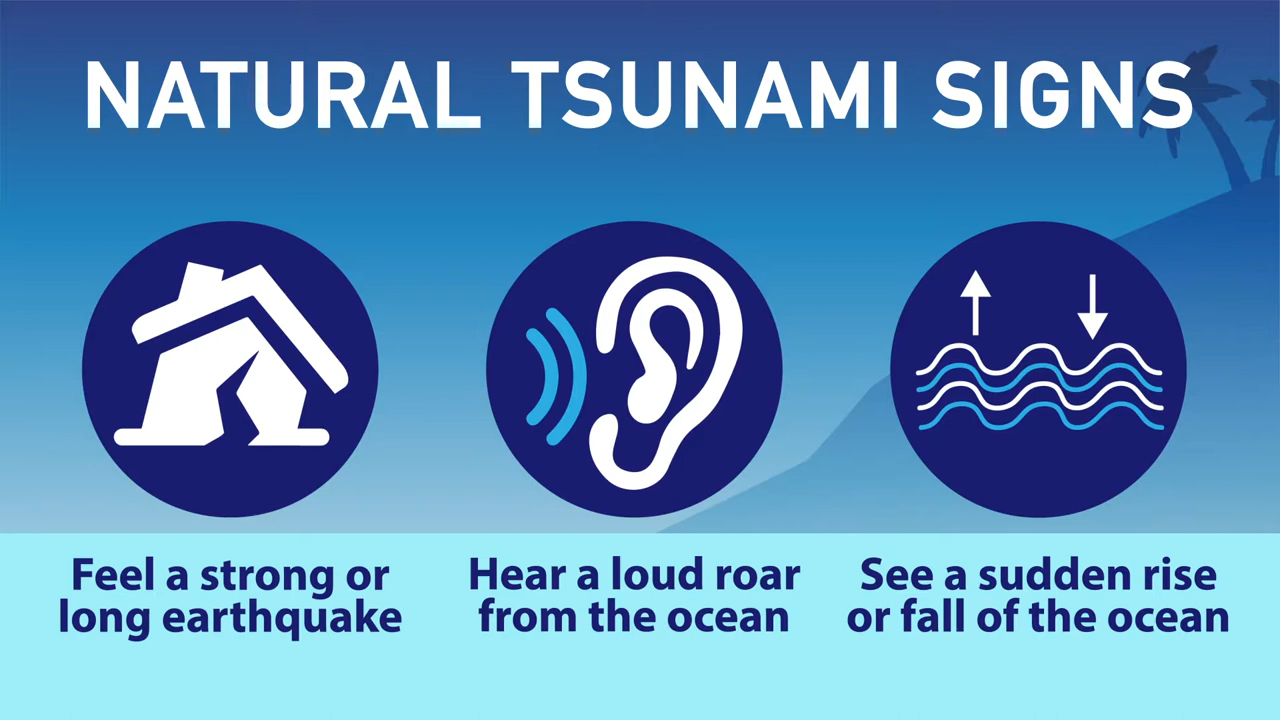 NATURAL TSUNAMI SIGNS
Feel a strong or
long earthquake
Hear a loud roar
from the ocean
See a sudden rise
or fall of the ocean